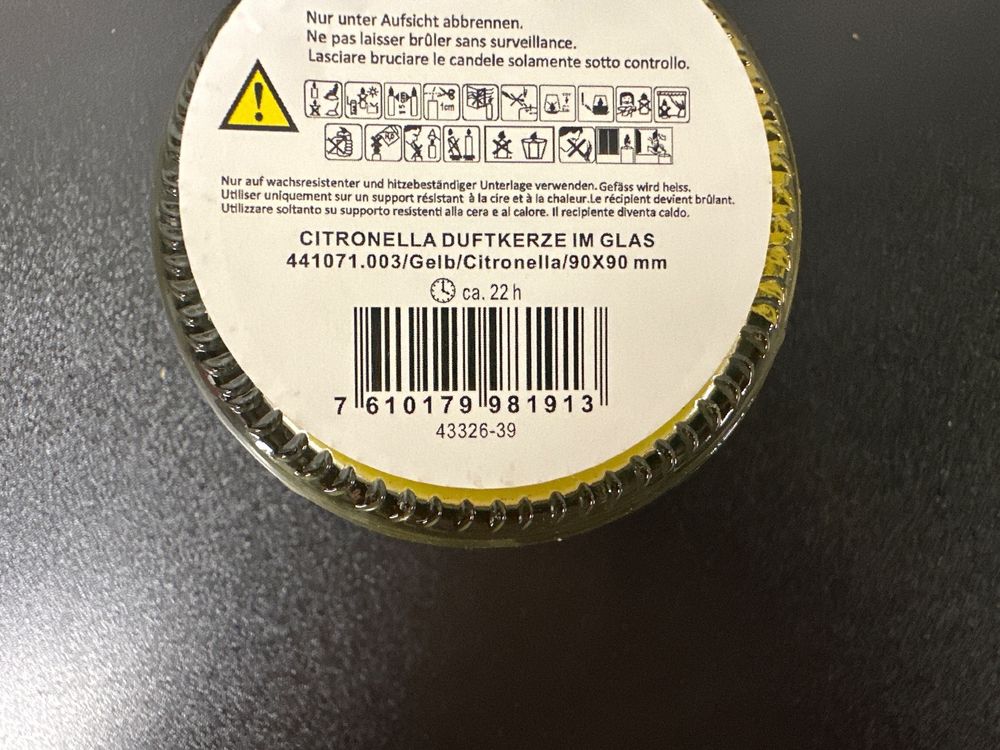 Nur unter Aufsicht abbrennen.
Ne pas laisser brûler sans surveillance.
Lasciare bruciare le candele solamente sotto controllo.
1cm
Nur auf wachsresistenter und hitzebeständiger Unterlage verwenden. Gefäss wird heiss.
Utiliser uniquement sur un support résistant à la cire et à la chaleur.Le récipient devient brûlant.
Utilizzare soltanto su supporto resistenti alla cera e al calore. Il recipiente diventa caldo.
CITRONELLA DUFTKERZE IM GLAS
441071.003/Gelb/Citronella/90X90 mm
ca. 22 h
7 610179 981913
43326-39